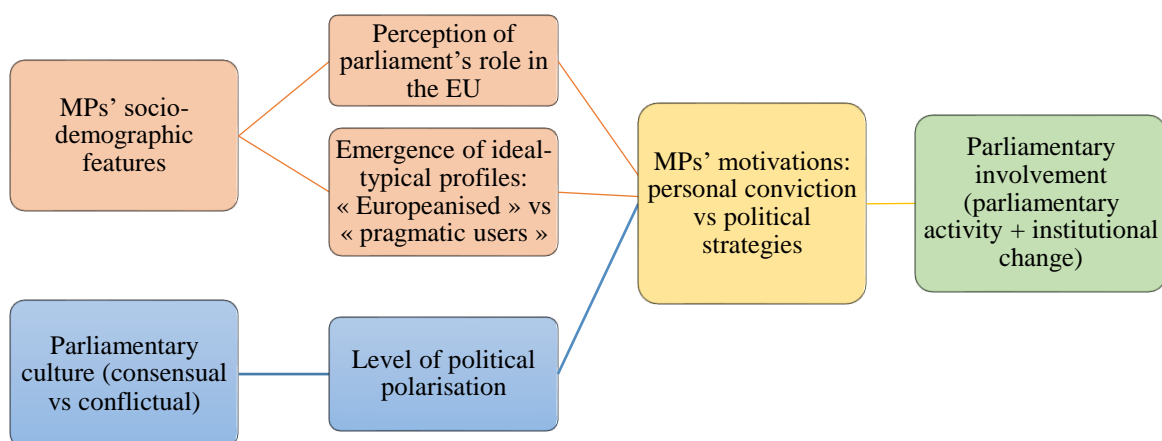 MPs' socio-
demographic
features
Perception of
parliament's role in
the EU
Emergence of ideal-
typical profiles:
« Europeanised » vs
« pragmatic users »
Parliamentary
culture (consensual
vs conflictual)
Level of political
polarisation
MPs' motivations:
personal conviction
vs political
strategies
Parliamentary
involvement
(parliamentary
activity + institutional
change)